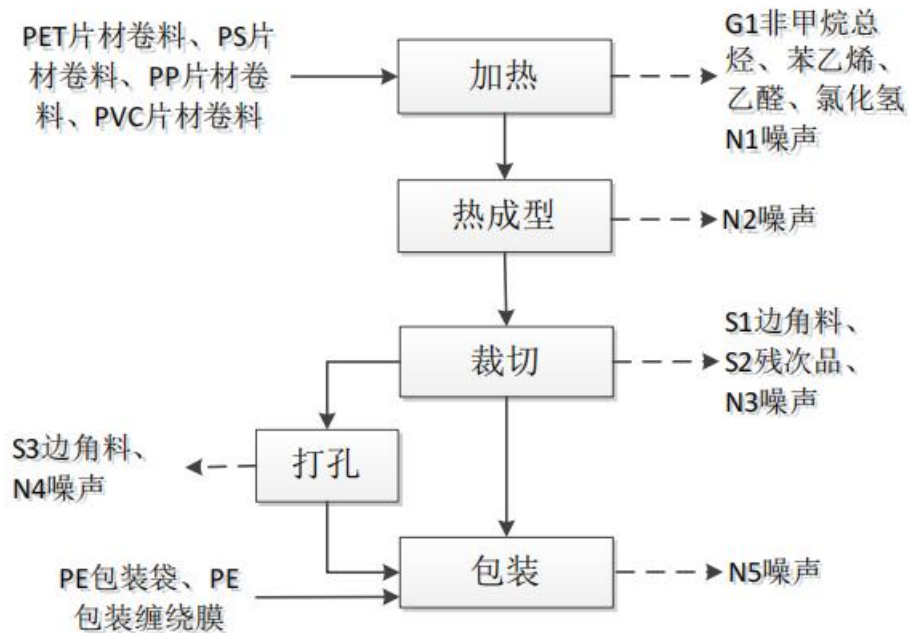 PET片材卷料、PS片
材卷料、PP片材卷
料、PVC片材卷料
加热
G1非甲烷总
烃、苯乙烯、
乙醛、氯化氢
N1噪声
热成型
N2噪声
裁切
S1边角料、
S2残次品、
N3噪声
打孔
S3边角料、
N4噪声
包装
PE包装袋、PE
包装缠绕膜
N5噪声